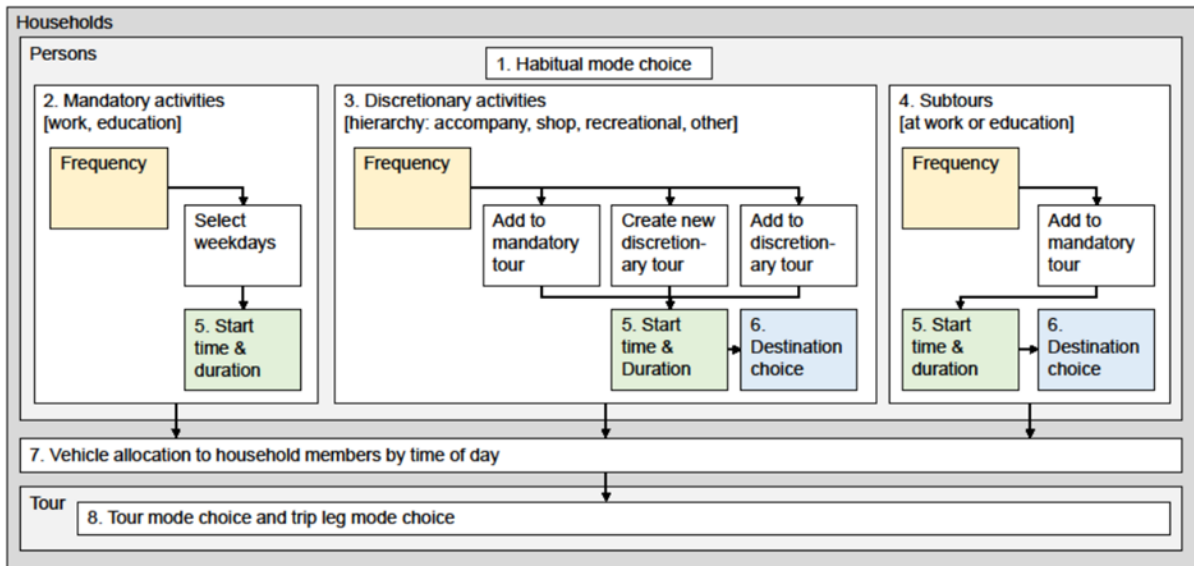 Households
Persons
1. Habitual mode choice
2. Mandatory activities
[work, education]
Frequency
Select
weekdays
5. Start
time &
duration
3. Discretionary activities
[hierarchy: accompany, shop, recreational, other]
Frequency
Add to
mandatory
tour
Create new
discretion-
ary tour
Add to
discretion-
ary tour
5. Start
time &
Duration
6.
Destination
choice
4. Subtours
[at work or education]
Frequency
Add to
mandatory
tour
5. Start
time &
duration
6.
Destination
choice
7. Vehicle allocation to household members by time of day
Tour
8. Tour mode choice and trip leg mode choice